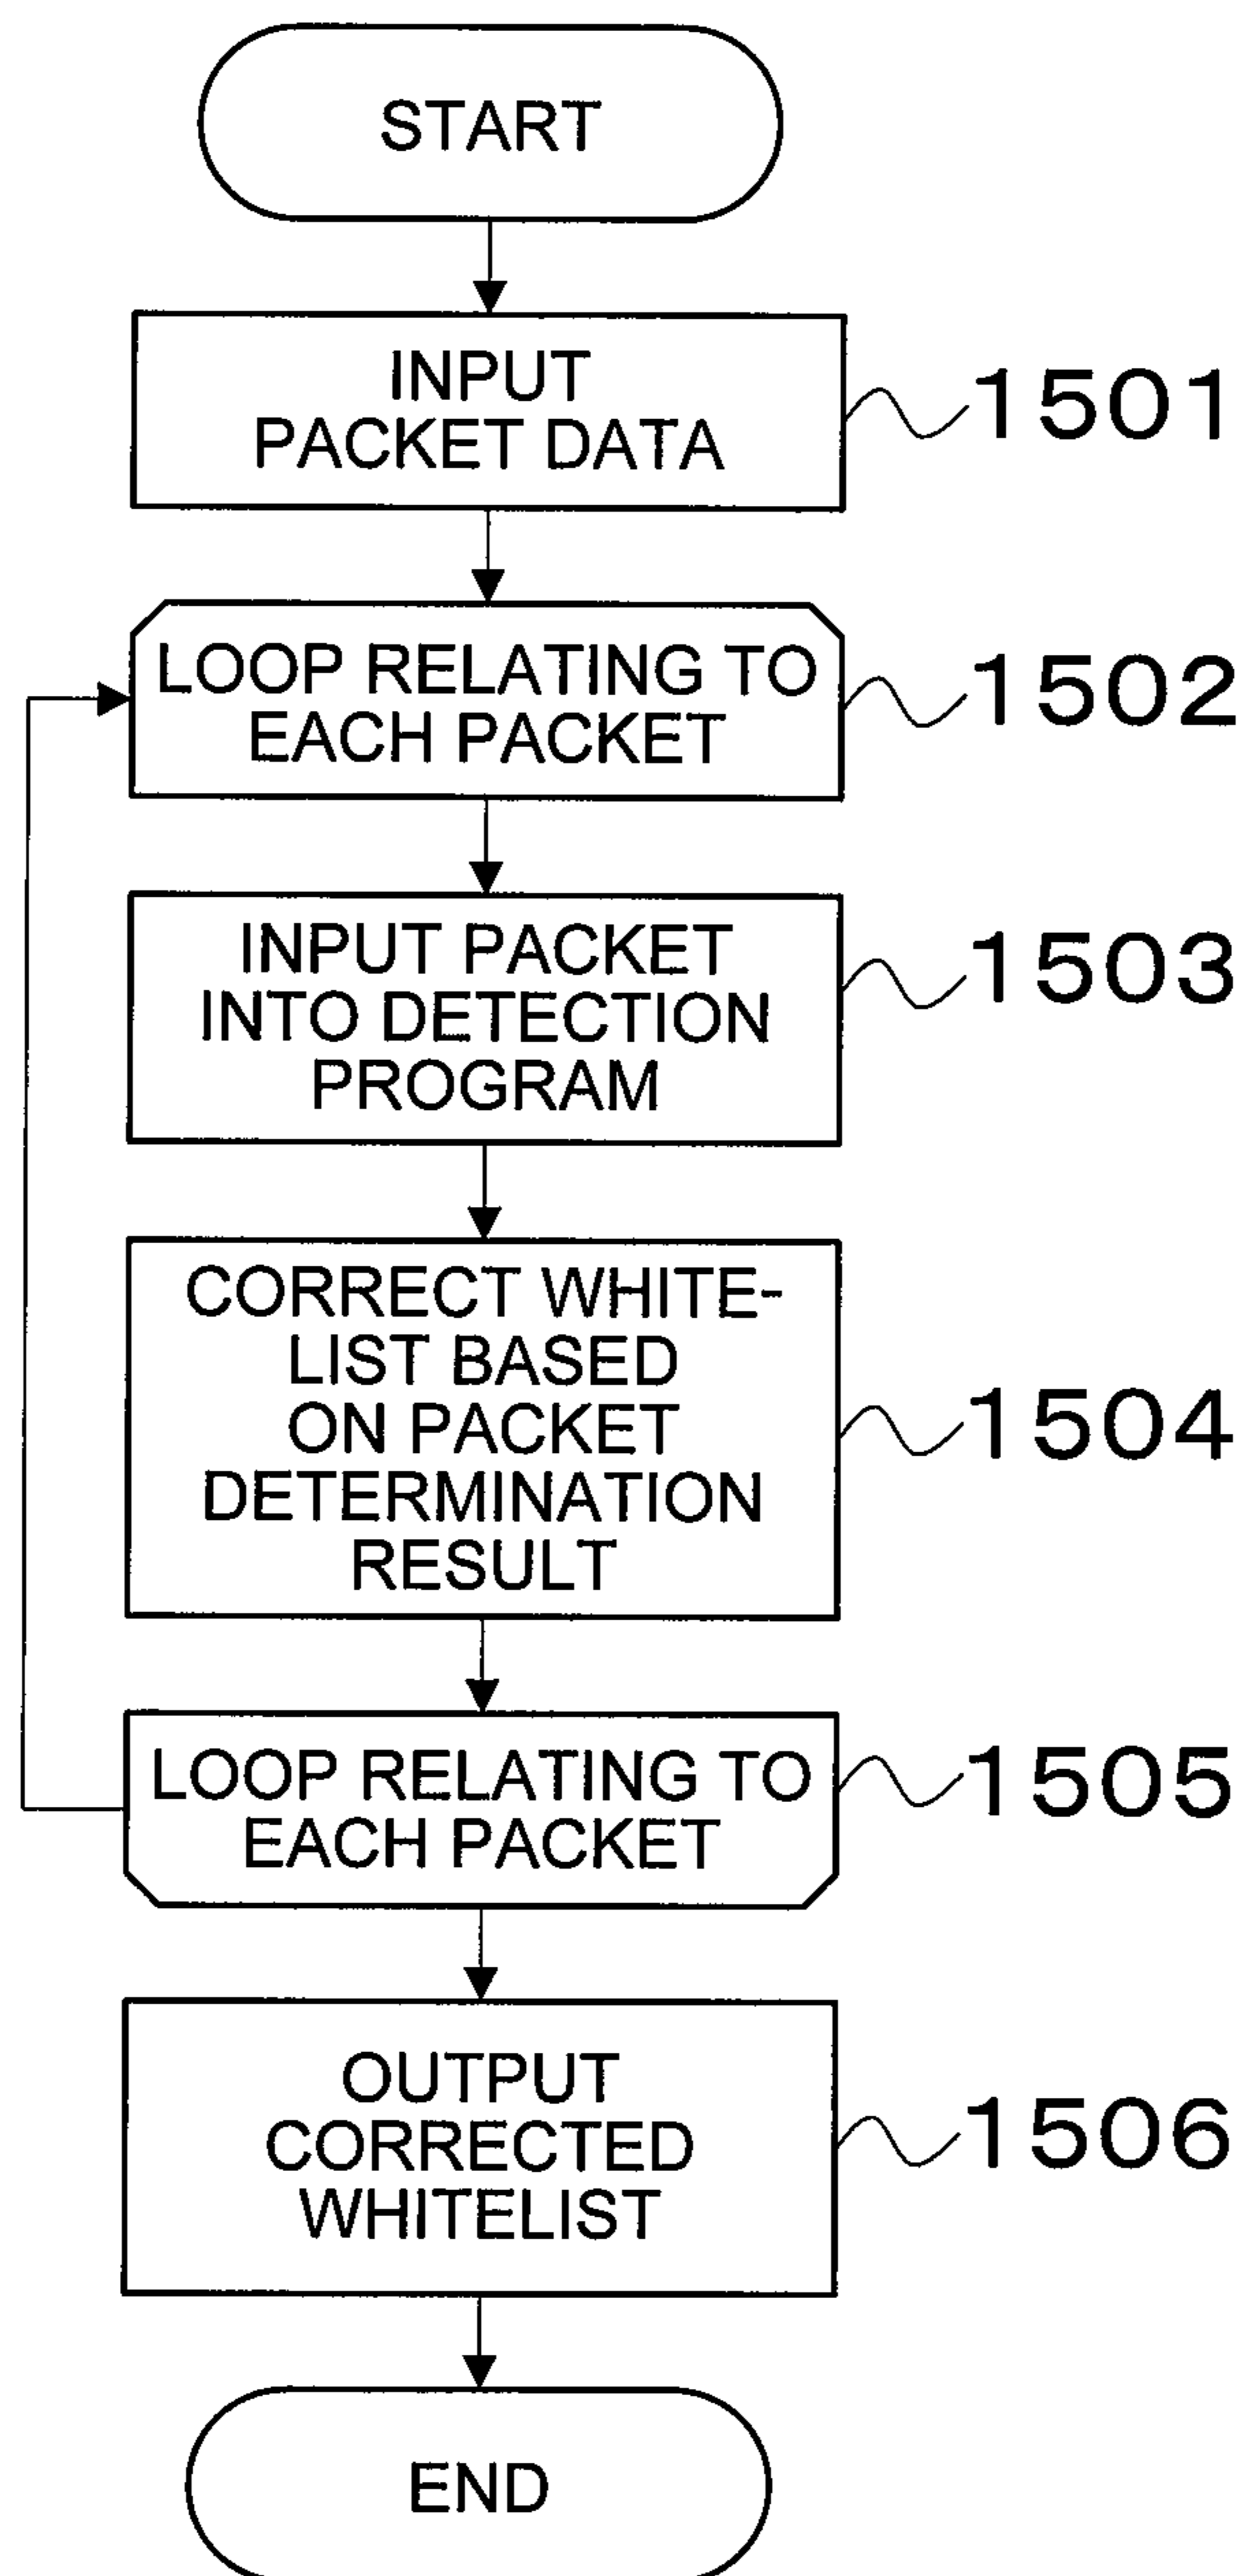 START
INPUT
PACKET DATA
1501
LOOP RELATING TO
EACH PACKET
1502
INPUT PACKET
INTO DETECTION
PROGRAM
1503
CORRECT WHITE-
LIST BASED
ON PACKET
DETERMINATION
RESULT
1504
LOOP RELATING TO
EACH PACKET
1505
OUTPUT
CORRECTED
WHITELIST
1506
END